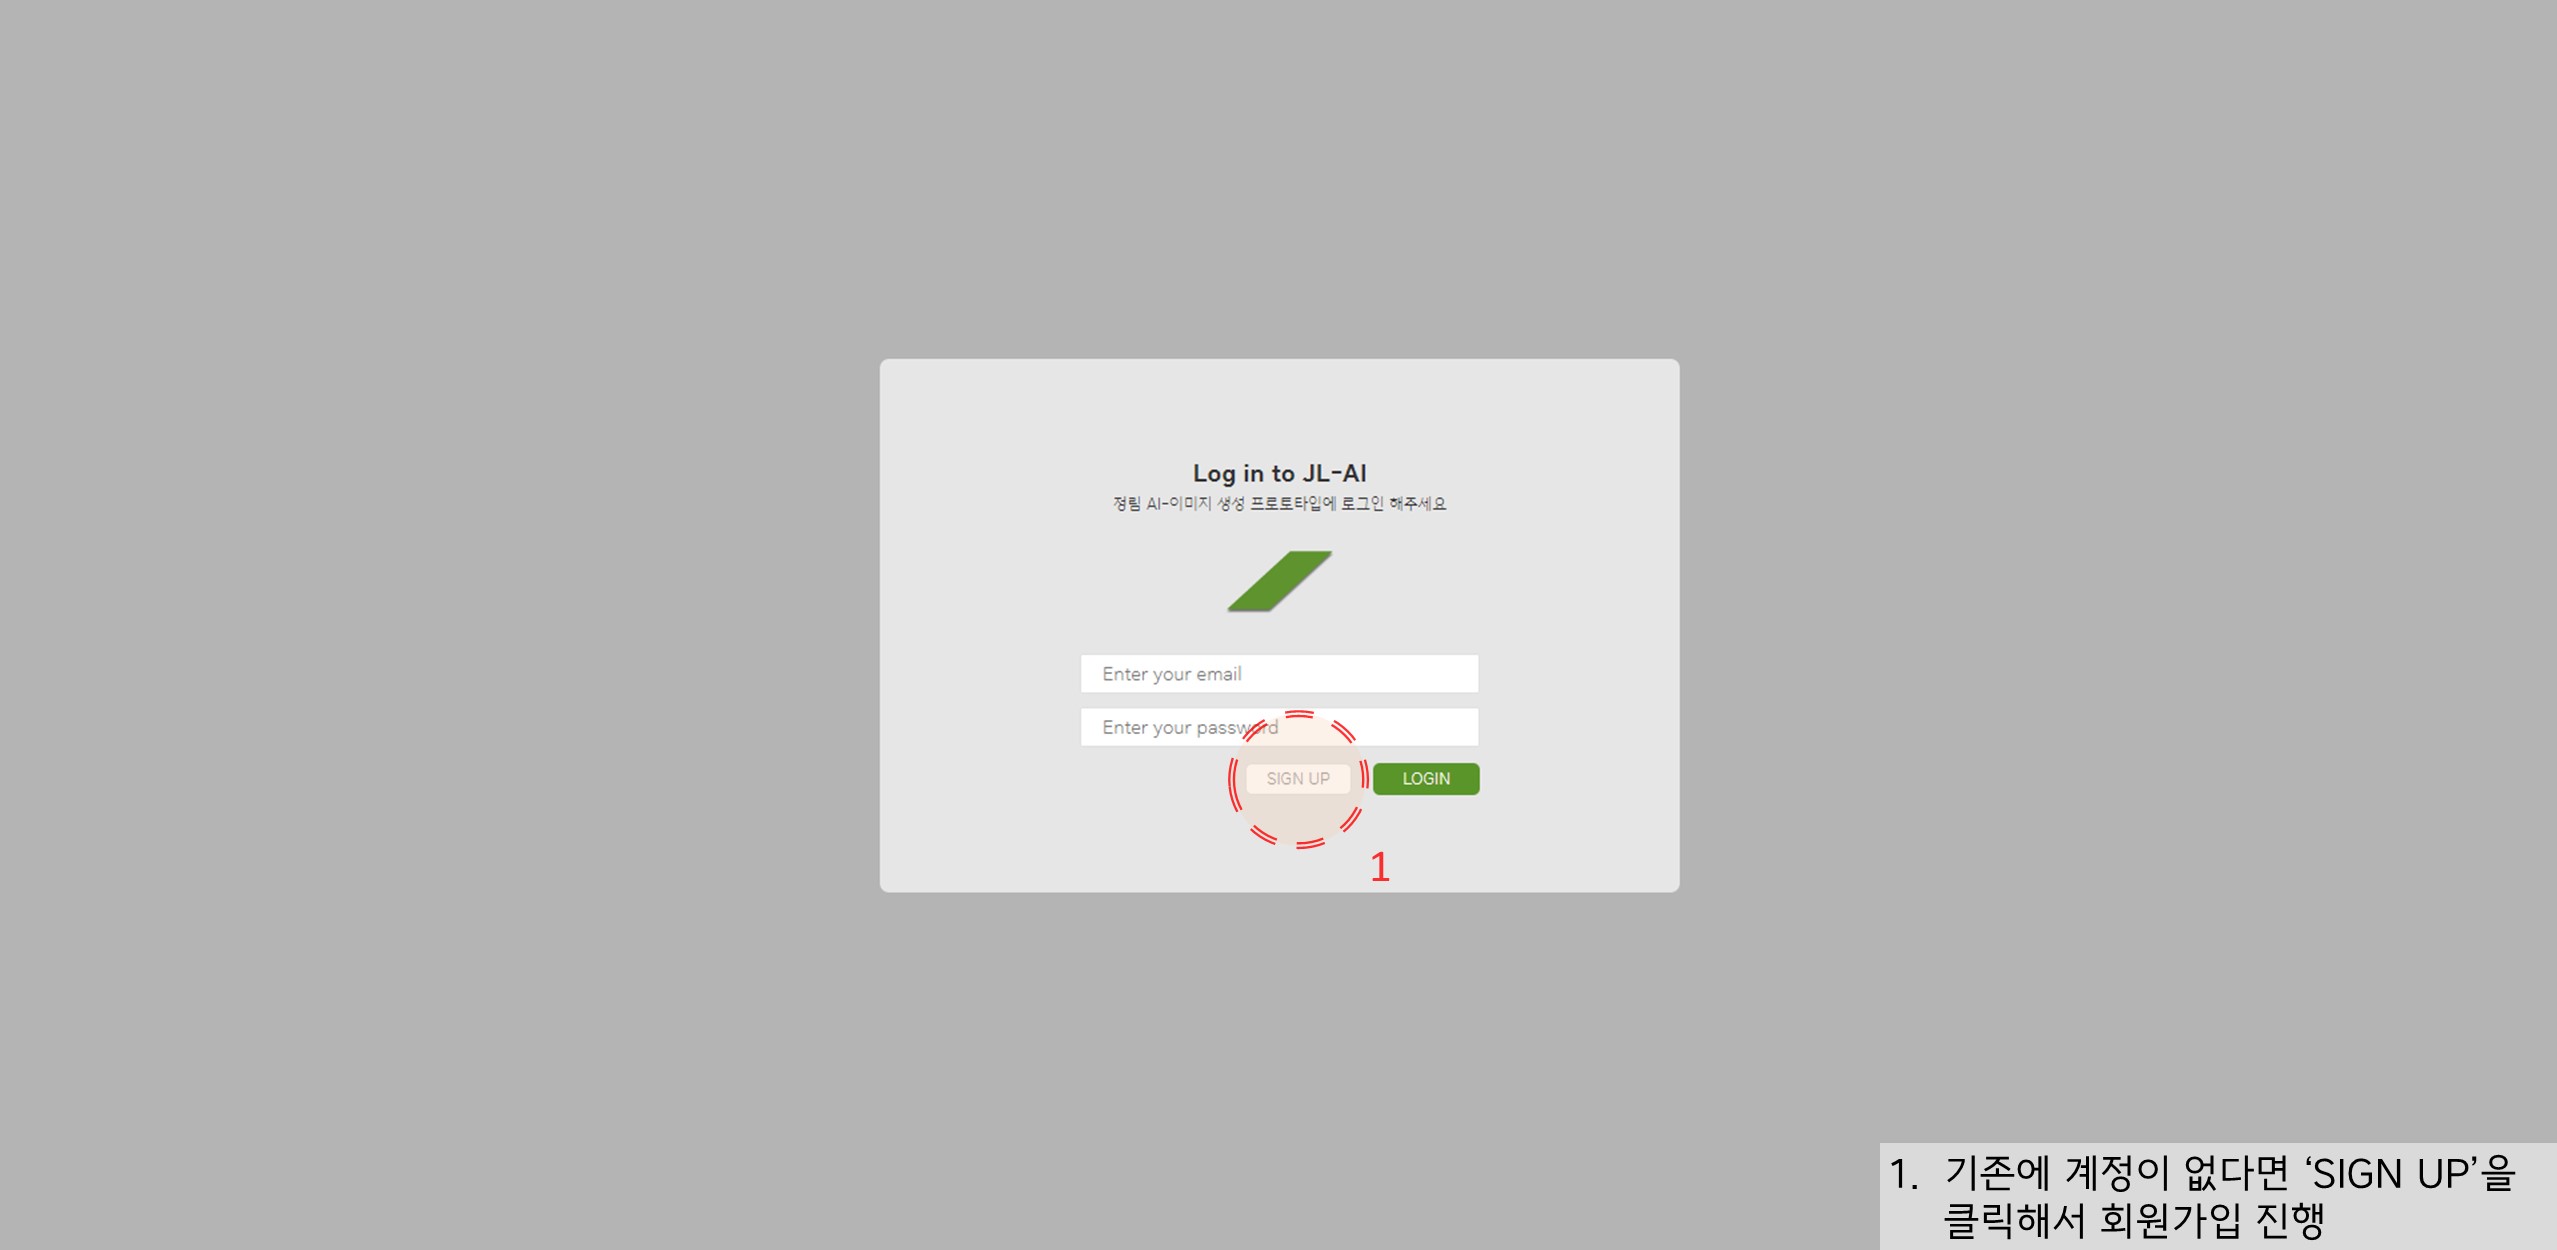 Log in to JL-AI
정림 AI-이미지 생성 프로토타입에 로그인 해주세요
Enter your email
Enter your password
SIGN UP
LOGIN
1
1. 기존에 계정이 없다면 ‘SIGN UP’을
클릭해서 회원가입 진행